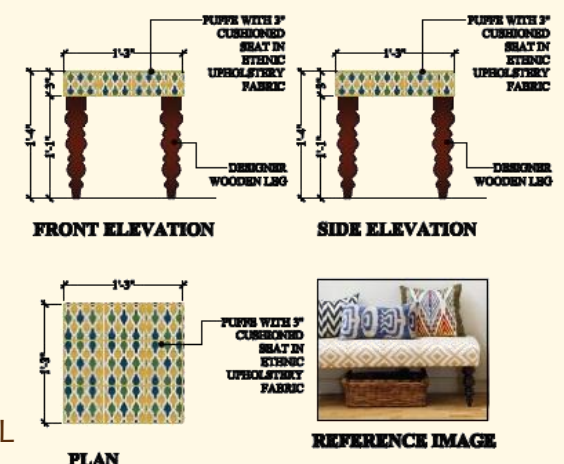 PUFFE WITH 3"
CUSHIONED
SEAT IN
ETHNIC
UPHOLSTERY
FABRIC
1'-3"
3"
1'-4"
1'-1"
DESIGNER
WOODEN LEG
FRONT ELEVATION
PUFFE WITH 3"
CUSHIONED
SEAT IN
ETHNIC
UPHOLSTERY
FABRIC
1'-3"
3"
1'-4"
1'-1"
DESIGNER
WOODEN LEG
SIDE ELEVATION
1'-3"
1'-3"
PUFFE WITH 3"
CUSHIONED
SEAT IN
ETHNIC
UPHOLSTERY
FABRIC
L
PLAN
REFERENCE IMAGE